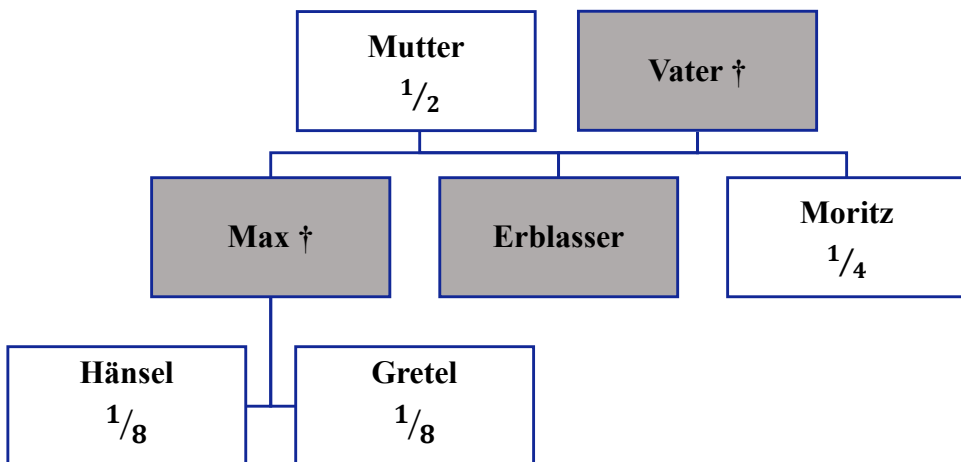 Mutter
1/2
Vater †
Max †
Erblasser
Moritz
1/4
Hänsel
1/8
Gretel
1/8